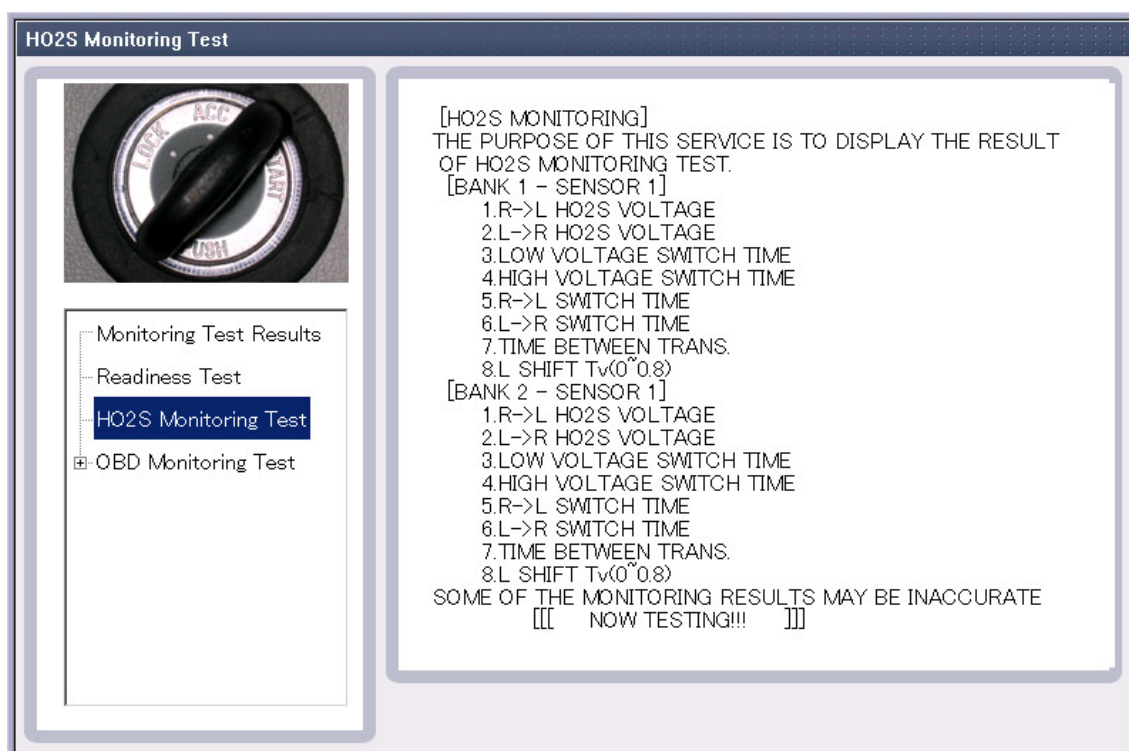 HO2S Monitoring Test
LOCK
ACC
START
PUSH
Monitoring Test Results
Readiness Test
HO2S Monitoring Test
OBD Monitoring Test
[HO2S MONITORING]
THE PURPOSE OF THIS SERVICE IS TO DISPLAY THE RESULT
OF HO2S MONITORING TEST.
[BANK 1 - SENSOR 1]
1.R->L HO2S VOLTAGE
2.L->R HO2S VOLTAGE
3.LOW VOLTAGE SWITCH TIME
4.HIGH VOLTAGE SWITCH TIME
5.R->L SWITCH TIME
6.L->R SWITCH TIME
7.TIME BETWEEN TRANS.
8.L SHIFT Tv(0~0.8)
[BANK 2 - SENSOR 1]
1.R->L HO2S VOLTAGE
2.L->R HO2S VOLTAGE
3.LOW VOLTAGE SWITCH TIME
4.HIGH VOLTAGE SWITCH TIME
5.R->L SWITCH TIME
6.L->R SWITCH TIME
7.TIME BETWEEN TRANS.
8.L SHIFT Tv(0~0.8)
SOME OF THE MONITORING RESULTS MAY BE INACCURATE
[[[ NOW TESTING!!! ]]]